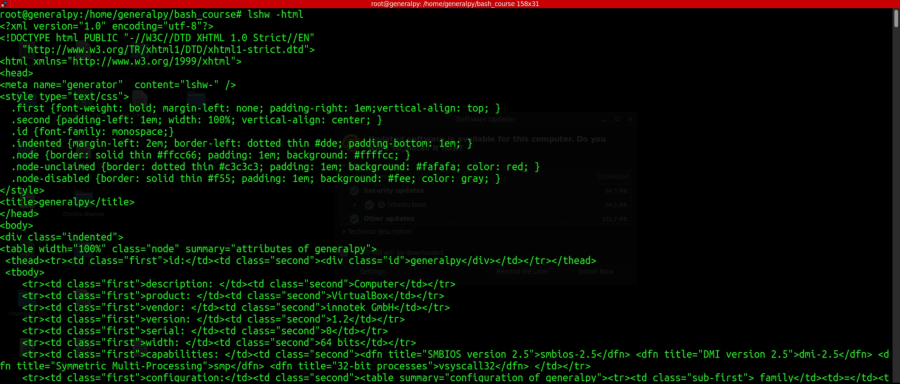 root@generalpy: /home/generalpy/bash_course 158x31
root@generalpy:/home/generalpy/bash_course# lshw -html
<?xml version="1.0" encoding="utf-8"?>
<!DOCTYPE html PUBLIC "-//W3C//DTD XHTML 1.0 Strict//EN"
"http://www.w3.org/TR/xhtml1/DTD/xhtml1-strict.dtd">
<html xmlns="http://www.w3.org/1999/xhtml">
<head>
<meta name="generator"  content="lshw-" />
<style type="text/css">
.first {font-weight: bold; margin-left: none; padding-right: 1em;vertical-align: top; }
.second {padding-left: 1em; width: 100%; vertical-align: center; }
.id {font-family: monospace;}
.indented {margin-left: 2em; border-left: dotted thin #dde; padding-bottom: 1em; }
.node {border: solid thin #ffcc66; padding: 1em; background: #ffffcc; }
.node-unclaimed {border: dotted thin #c3c3c3; padding: 1em; background: #fafafa; color: red; }
.node-disabled {border: solid thin #f55; padding: 1em; background: #fee; color: gray; }
</style>
<title>generalpy</title>
</head>
<body>
<div class="indented">
<table width="100%" class="node" summary="attributes of generalpy">
<thead><tr><td class="first">id:</td><td class="second"><div class="id">generalpy</div></td></tr></thead>
<tbody>
<tr><td class="first">description: </td><td class="second">Computer</td></tr>
<tr><td class="first">product: </td><td class="second">VirtualBox</td></tr>
<tr><td class="first">vendor: </td><td class="second">innotek GmbH</td></tr>
<tr><td class="first">version: </td><td class="second">1.2</td></tr>
<tr><td class="first">serial: </td><td class="second">0</td></tr>
<tr><td class="first">width: </td><td class="second">64 bits</td></tr>
<tr><td class="first">capabilities: </td><td class="second"><dfn title="SMBIOS version 2.5">smbios-2.5</dfn> <dfn title="DMI version 2.5">dmi-2.5</dfn> <d
fn title="Symmetric Multi-Processing">smp</dfn> <dfn title="32-bit processes">vsyscall32</dfn> </td></tr>
<tr><td class="first">configuration:</td><td class="second"><table summary="configuration of generalpy"><tr><td class="sub-first"> family</td><td>=</td><t